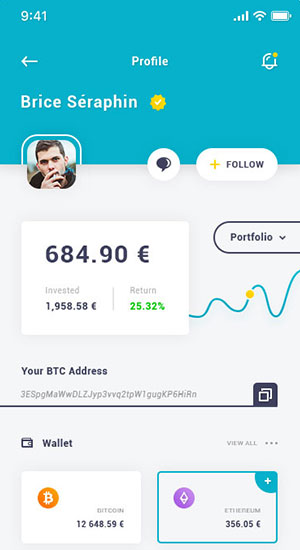 9:41
Profile
Brice Séraphin
+ FOLLOW
684.90 €
Portfolio
Invested
Return
1,958.58 €
25.32%
Your BTC Address
3ESpgMaWwDLZJyp3vvq2tpW1gugKP6HiRn
Wallet
VIEW ALL
BITCOIN
12 648.59 €
ETHEREUM
356.05 €